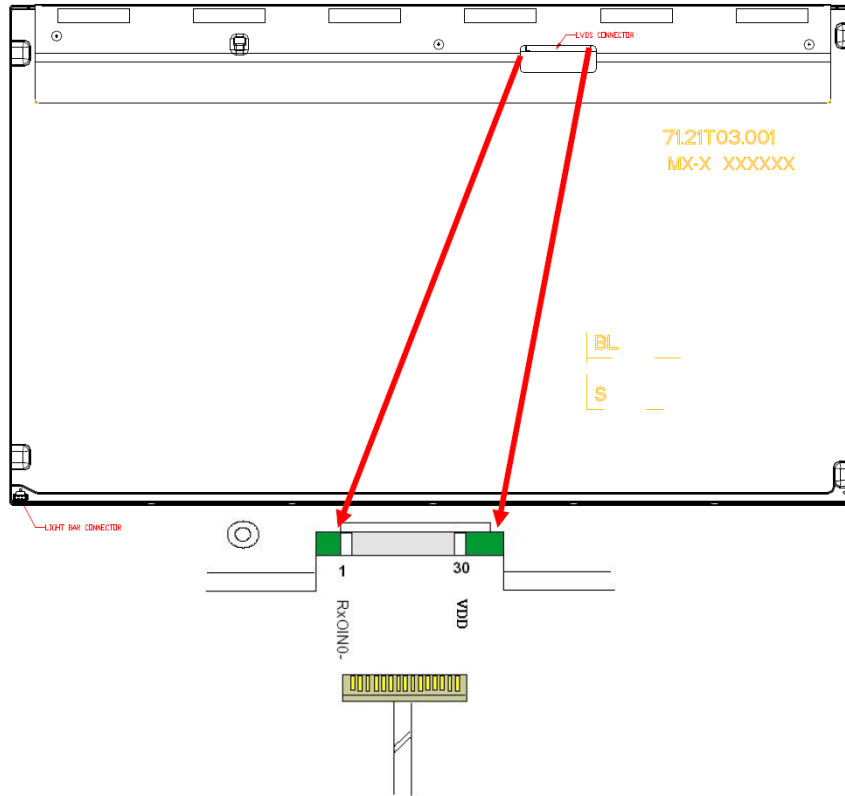 LVDS CONNECTOR
71.21T03.001
MX-X XXXXXX
BL
S
LIGHT BAR CONNECTOR
1 30
RxOIN0- VDD